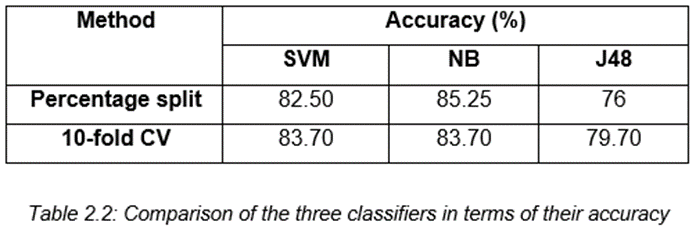 Method Accuracy (%)
SVM NB J48
Percentage split 82.50 85.25 76
10-fold CV 83.70 83.70 79.70
Table 2.2: Comparison of the three classifiers in terms of their accuracy